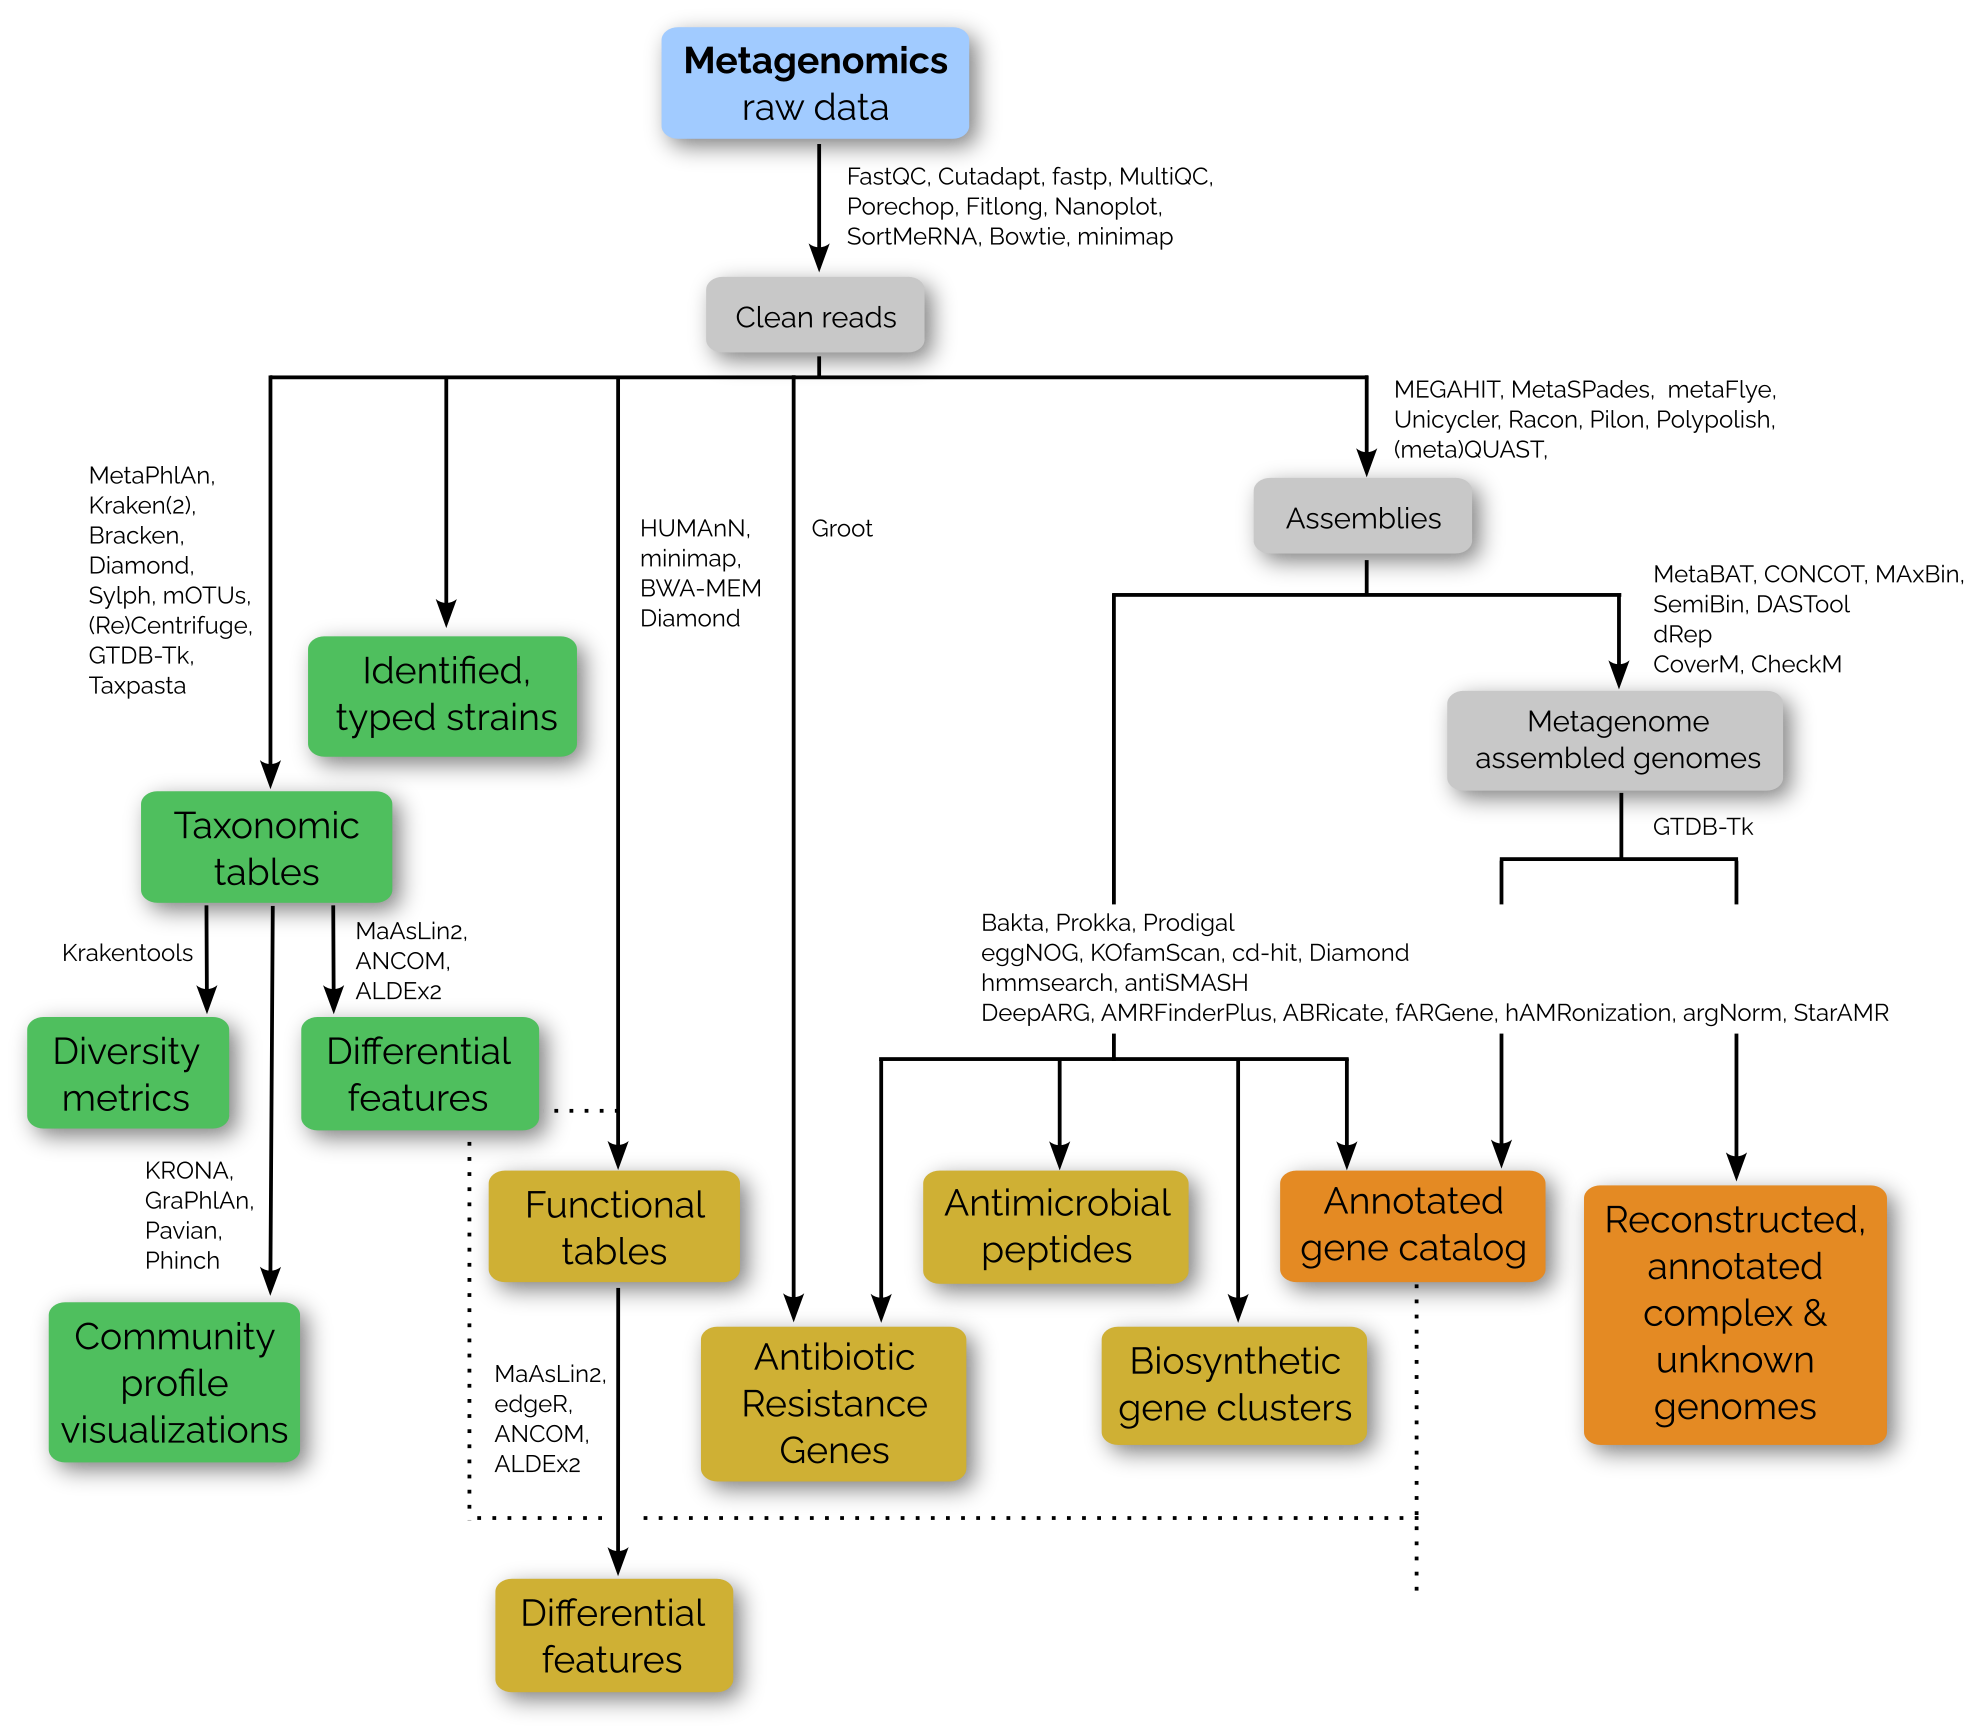 Metagenomics
raw data
FastQC, Cutadapt, fastp, MultiQC,
Porechop, Fitlong, Nanoplot,
SortMeRNA, Bowtie, minimap
Clean reads
MEGAHIT, MetaSPades, metaFlye,
Unicycler, Racon, Pilon, Polypolish,
(meta)QUAST,
MetaPhlAn,
Kraken(2),
Bracken,
Diamond,
Sylph, mOTUs,
(Re)Centrifuge,
GTDB-Tk,
Taxpasta
HUMAnN,
minimap,
BWA-MEM
Diamond
Groot
Assemblies
MetaBAT, CONCOT, MAxBin,
SemiBin, DASTool
dRep
CoverM, CheckM
Identified,
typed strains
Metagenome
assembled genomes
GTDB-Tk
Taxonomic
tables
Krakentools
MaAsLin2,
ANCOM,
ALDEx2
Bakta, Prokka, Prodigal
eggNOG, KOfamScan, cd-hit, Diamond
hmmsearch, antiSMASH
DeepARG, AMRFinderPlus, ABRicate, fARGene, hAMRonization, argNorm, StarAMR
Diversity
metrics
Differential
features
KRONA,
GraPhlAn,
Pavian,
Phinch
Functional
tables
Antimicrobial
peptides
Annotated
gene catalog
Reconstructed,
annotated
complex &
unknown
genomes
Community
profile
visualizations
MaAsLin2,
edgeR,
ANCOM,
ALDEx2
Antibiotic
Resistance
Genes
Biosynthetic
gene clusters
Differential
features